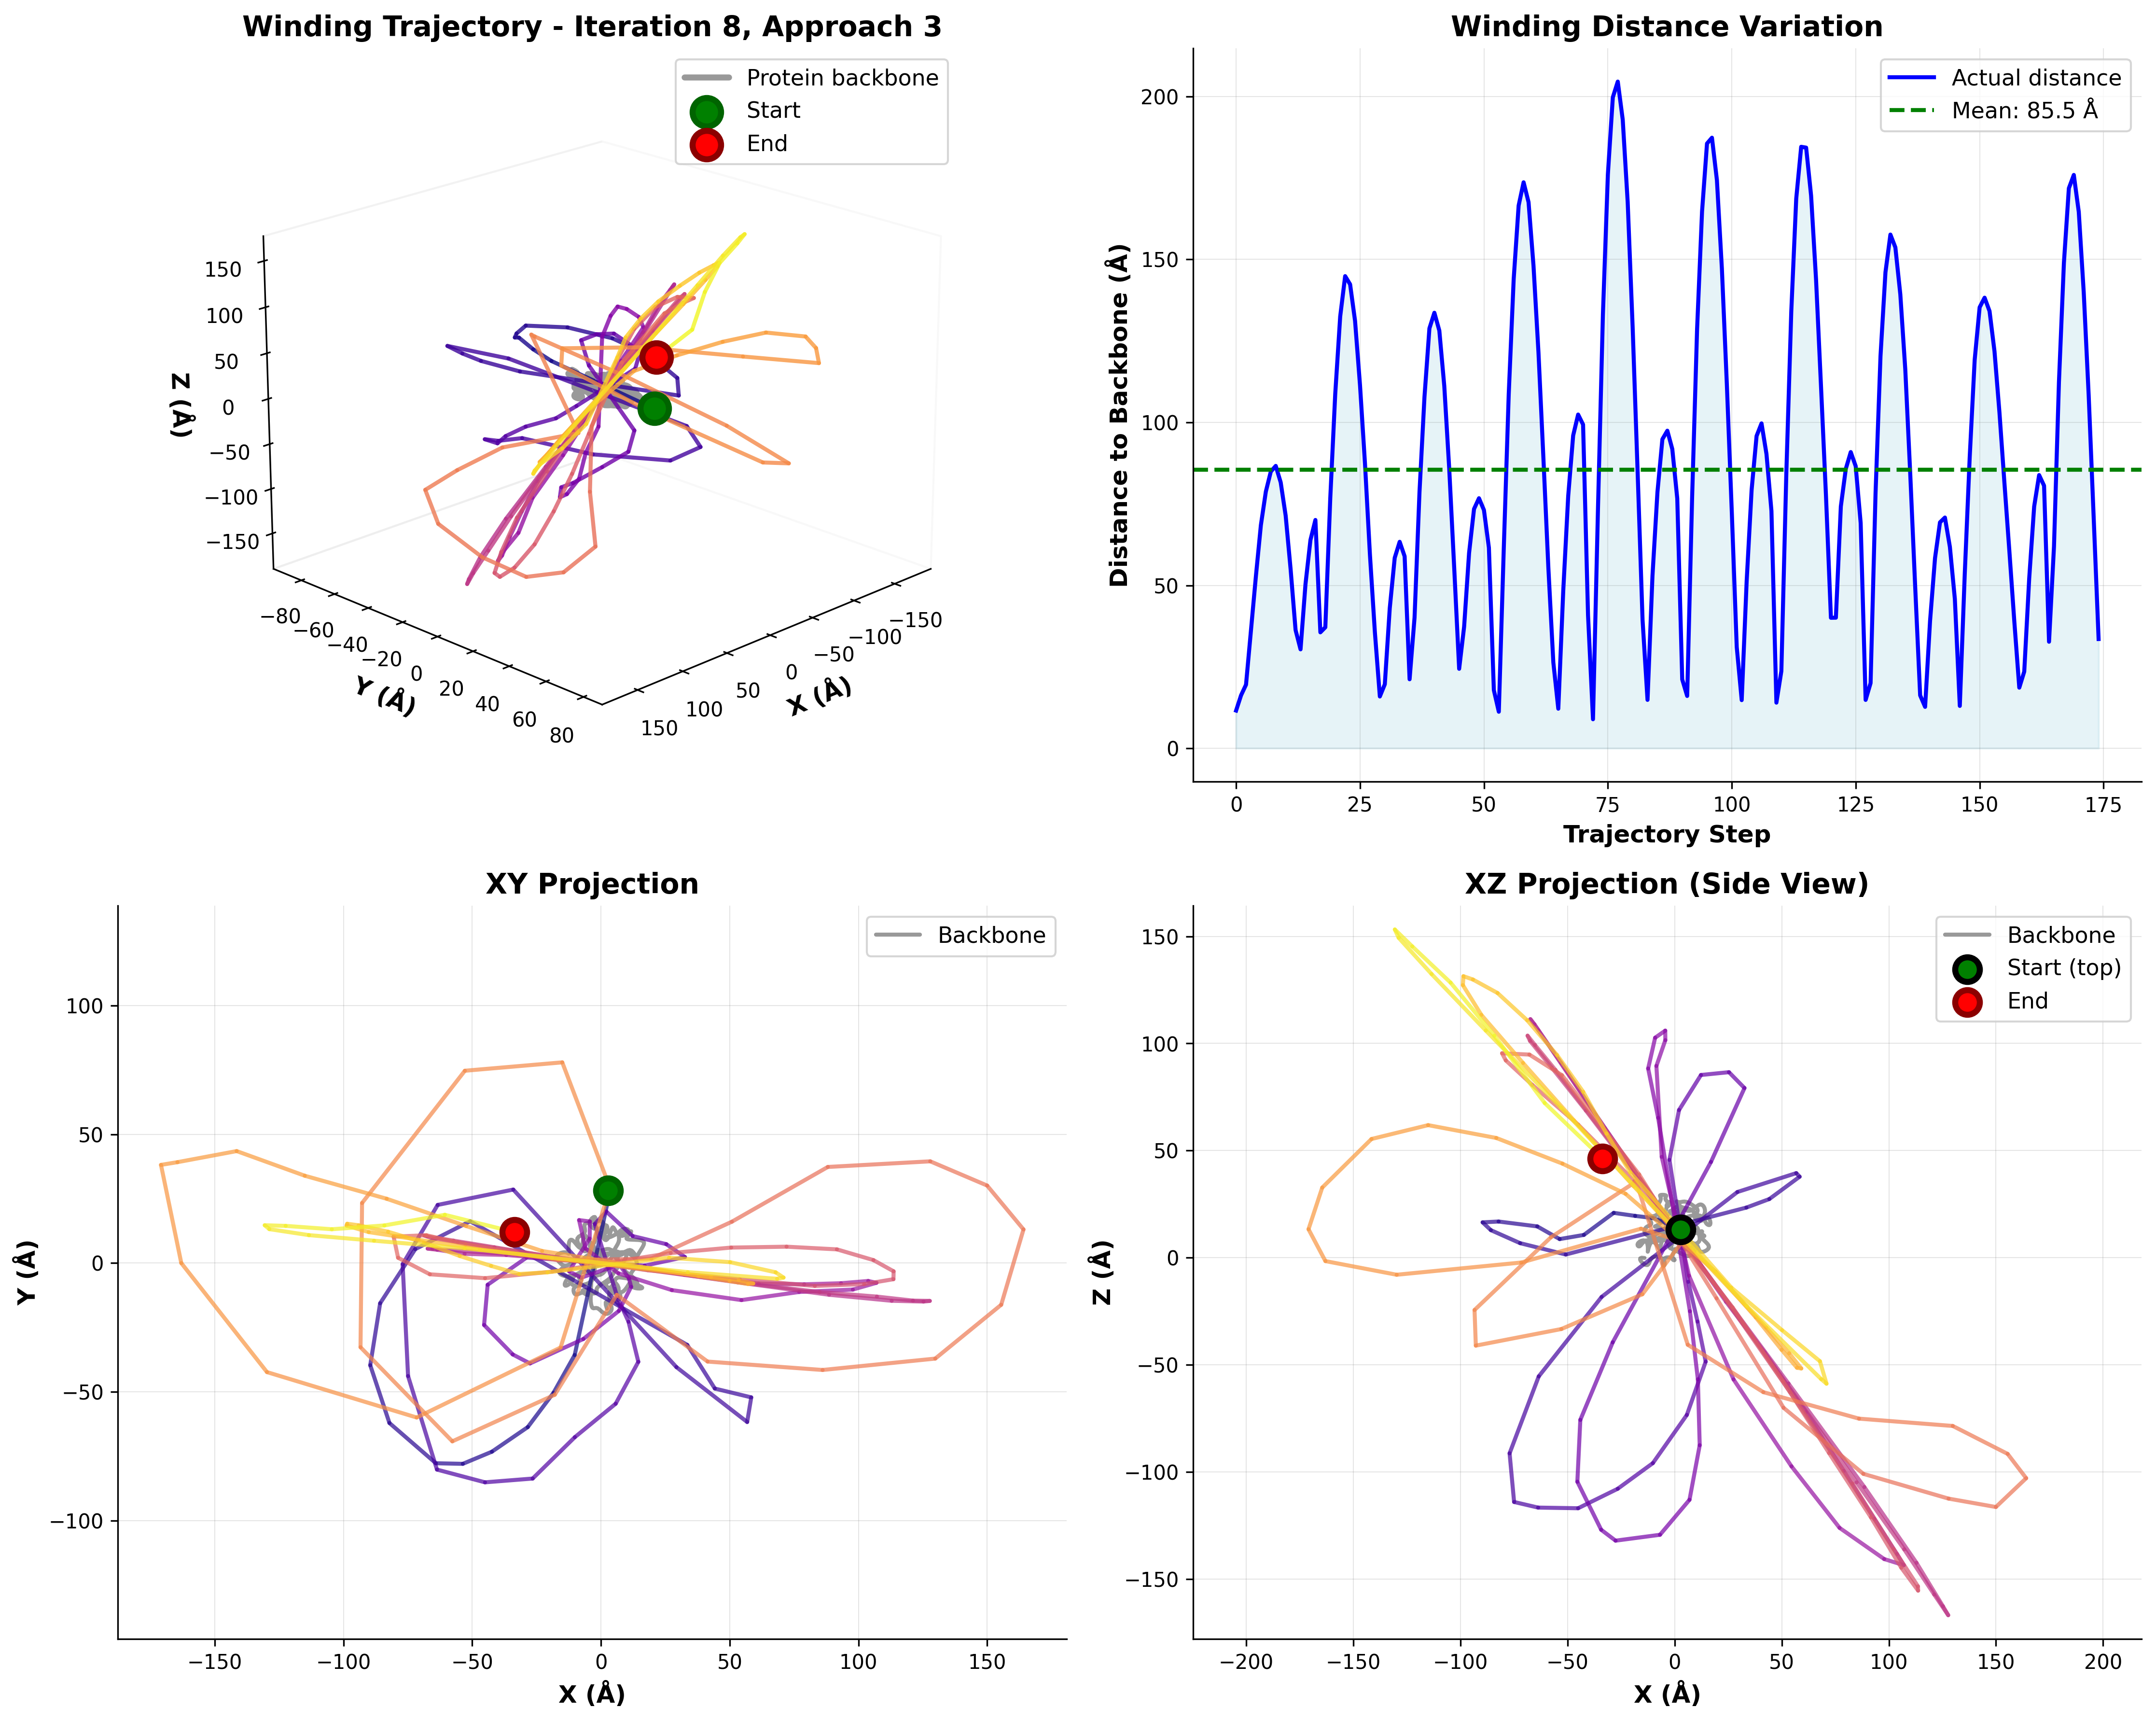 Winding Trajectory - Iteration 8, Approach 3
Protein backbone
Start
End
150
100
50
0
−50
−100
−150
Z (Å)
−80
−60
−40
−20
0
20
40
60
80
Y (Å)
150
100
50
0
−50
−100
−150
X (Å)
Winding Distance Variation
Actual distance
Mean: 85.5 Å
200
150
100
50
0
Distance to Backbone (Å)
0 25 50 75 100 125 150 175
Trajectory Step
XY Projection
Backbone
100
50
0
−50
−100
Y (Å)
−150 −100 −50 0 50 100 150
X (Å)
XZ Projection (Side View)
Backbone
Start (top)
End
150
100
50
0
−50
−100
−150
Z (Å)
−200 −150 −100 −50 0 50 100 150 200
X (Å)